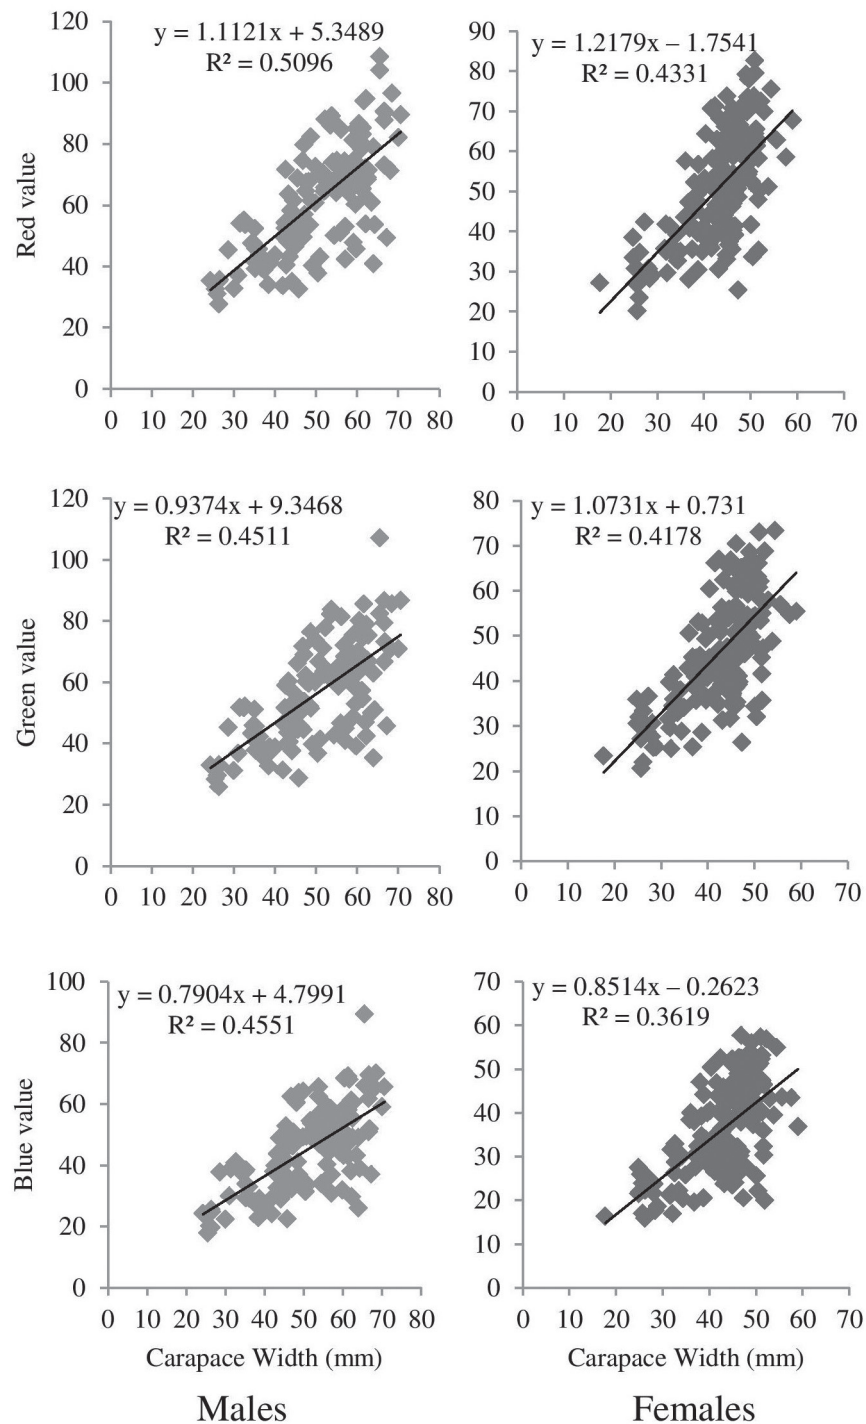 y = 1.1121x + 5.3489
R² = 0.5096
120
100
80
60
40
20
0
Red value
0 10 20 30 40 50 60 70 80
y = 1.2179x – 1.7541
R² = 0.4331
90
80
70
60
50
40
30
20
10
0
0 10 20 30 40 50 60 70
y = 0.9374x + 9.3468
R² = 0.4511
120
100
80
60
40
20
0
Green value
0 10 20 30 40 50 60 70 80
y = 1.0731x + 0.731
R² = 0.4178
80
70
60
50
40
30
20
10
0
0 10 20 30 40 50 60 70
y = 0.7904x + 4.7991
R² = 0.4551
100
80
60
40
20
0
Blue value
0 10 20 30 40 50 60 70 80
Carapace Width (mm)
Males
y = 0.8514x – 0.2623
R² = 0.3619
70
60
50
40
30
20
10
0
0 10 20 30 40 50 60 70
Carapace Width (mm)
Females